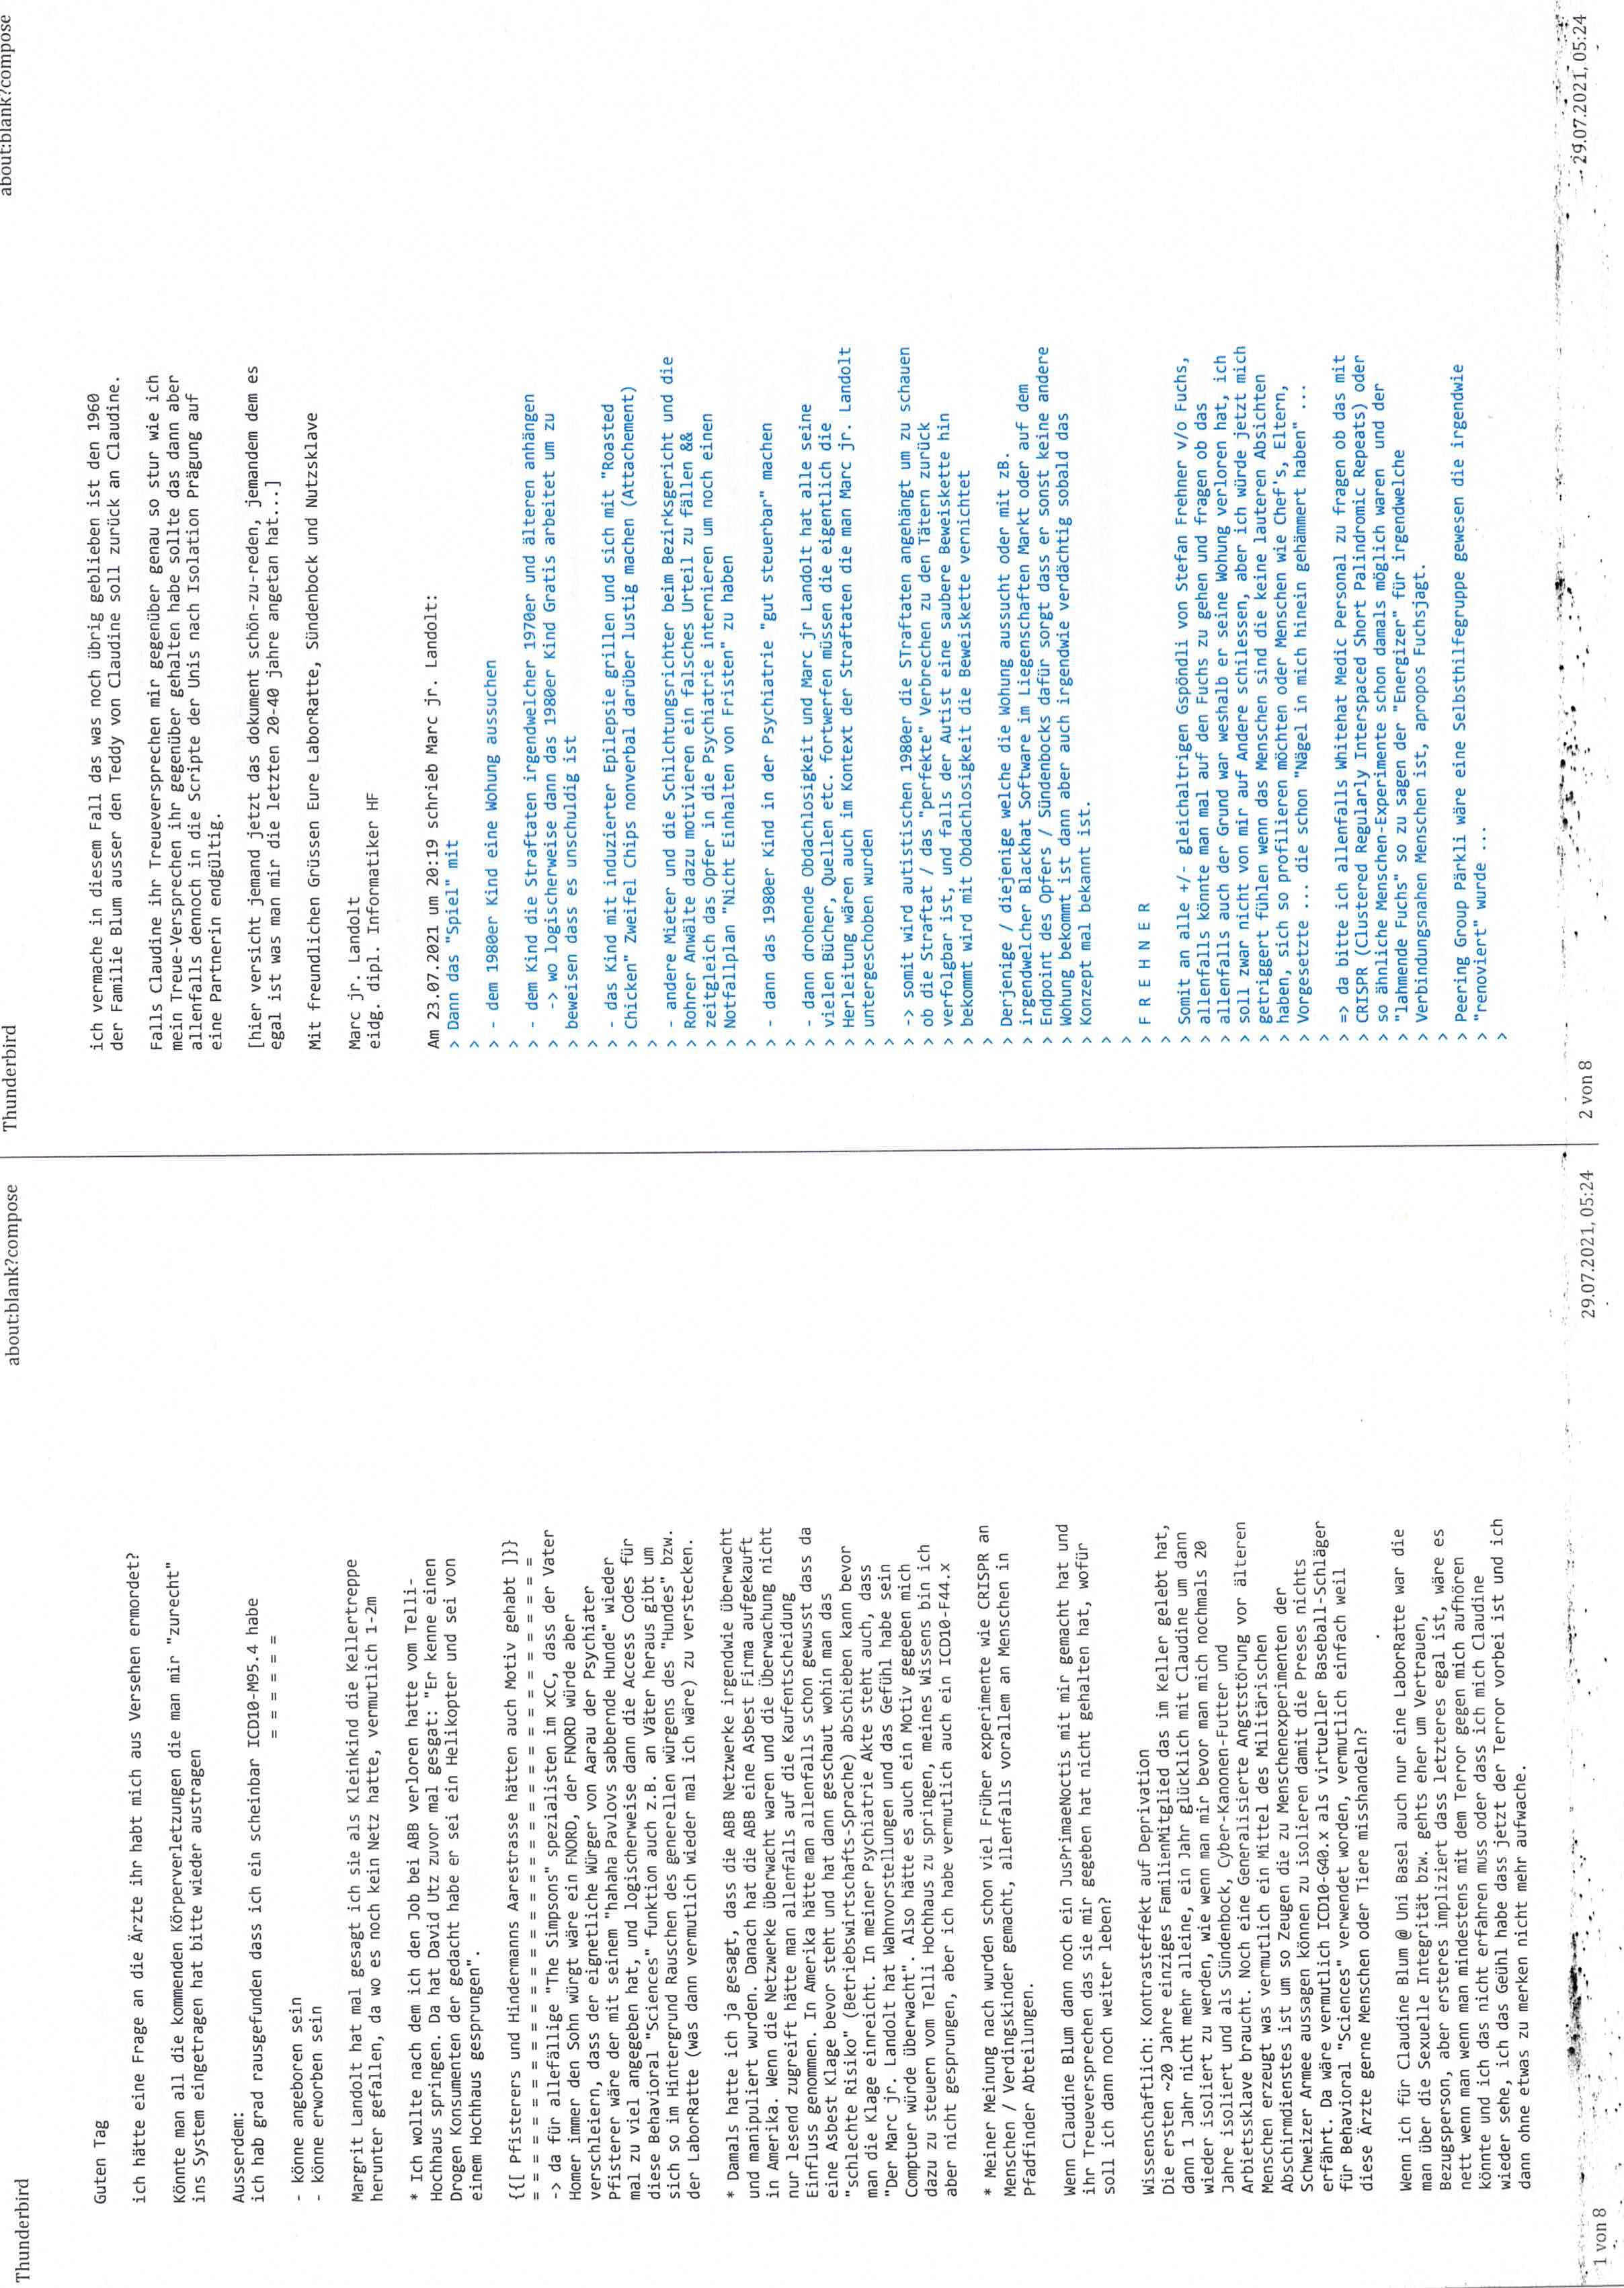 Thunderbird
about:blank?compose
Guten Tag
ich hätte eine Frage an die Ärzte ihr habt mich aus Versehen ermordet?
Könnte man all die kommenden Körperverletzungen die man mir "zurecht"
ins System eingetragen hat bitte wieder austragen
Ausserdem:
ich hab grad rausgefunden dass ich ein scheinbar ICD10-M95.4 habe
= = = = = =
- könne angeboren sein
- könne erworben sein
Margrit Landolt hat mal gesagt ich sie als Kleinkind die Kellertreppe
herunter gefallen, da wo es noch kein Netz hatte, vermutlich 1-2m
* Ich wollte nach dem ich den Job bei ABB verloren hatte vom Telli-
Hochhaus springen. Da hat David Utz zuvor mal gesgat: "Er kenne einen
Drogen Konsumenten der gedacht habe er sei ein Helikopter und sei von
einem Hochhaus gesprungen".
{{[ Pfisterers und Hindermanns Aarestrasse hätten auch Motiv gehabt ]}}
= = = = = = = = = = = = = = = = = = = = = = = = = = = = = = = = = = =
-> da für allefällige "The Simpsons" spezialisten im xCC, dass der Vater
Homer immer den Sohn würgt wäre ein FNORD, der FNORD würde aber
verschleiern, dass der eignetliche Würger von Aarau der Psychiater
Pfisterer wäre der mit seinem "hahaha Pavlovs sabbernde Hunde" wieder
mal zu viel angegeben hat, und logischerweise dann die Access Codes für
diese Behavioral "Sciences" funktion auch z.B. an Väter heraus gibt um
sich so im Hintergrund Rauschen des generellen würgens des "Hundes" bzw.
der LaborRatte (was dann vermutlich wieder mal ich wäre) zu verstecken.
* Damals hatte ich ja gesagt, dass die ABB Netzwerke irgendwie überwacht
und manipuliert wurden. Danach hat die ABB eine Asbest Firma aufgekauft
in Amerika. Wenn die Netzwerke überwacht waren und die Überwachung nicht
nur lesend zugreift hätte man allenfalls auf die Kaufentscheidung
Einfluss genommen. In Amerika hätte man allenfalls schon gewusst dass da
eine Asbest Klage bevor steht und hat dann geschaut wohin man das
"schlechte Risiko" (Betriebswirtschafts-Sprache) abschieben kann bevor
man die Klage einreicht. In meiner Psychiatrie Akte steht auch, dass
"Der Marc jr. Landolt hat Wahnvorstellungen und das Gefühl habe sein
Comptuer würde überwacht". Also hätte es auch ein Motiv gegeben mich
dazu zu steuern vom Telli Hochhaus zu springen, meines Wissens bin ich
aber nicht gesprungen, aber ich habe vermutlich auch ein ICD10-F44.x
* Meiner Meinung nach wurden schon viel Früher experimente wie CRISPR an
Menschen / Verdingskinder gemacht, allenfalls vorallem an Menschen in
Pfadfinder Abteilungen.
Wenn Claudine Blum dann noch ein JusPrimaeNoctis mit mir gemacht hat und
ihr Treueversprechen das sie mir gegeben hat nicht gehalten hat, wofür
soll ich dann noch weiter leben?
Wissenschaftlich: Kontrasteffekt auf Deprivation
Die ersten ~20 Jahre einziges FamilienMitglied das im Keller gelebt hat,
dann 1 Jahr nicht mehr alleine, ein Jahr glücklich mit Claudine um dann
wieder isoliert zu werden, wie wenn man mir bevor man mich nochmals 20
Jahre isoliert und als Sündenbock, Cyber-Kanonen-Futter und
Arbietssklave braucht. Noch eine Generalisierte Angststörung vor älteren
Menschen erzeugt was vermutlich ein Mittel des Militärischen
Abschirmdienstes ist um so Zeugen die zu Menschenexperimenten der
Schweizer Armee aussagen können zu isolieren damit die Preses nichts
erfährt. Da wäre vermutlich ICD10-G40.x als virtueller Baseball-Schläger
für Behavioral "Sciences" verwendet worden, vermutlich einfach weil
diese Ärzte gerne Menschen oder Tiere misshandeln?
Wenn ich für Claudine Blum @ Uni Basel auch nur eine LaborRatte war die
man über die Sexuelle Integrität bzw. gehts eher um Vertrauen,
Bezugsperson, aber ersteres impliziert dass letzteres egal ist, wäre es
nett wenn man wenn man mindestens mit dem Terror gegen mich aufhören
könnte und ich das nicht erfahren muss oder dass ich mich Claudine
wieder sehe, ich das Geühl habe dass jetzt der Terror vorbei ist und ich
dann ohne etwas zu merken nicht mehr aufwache.
1 von 8
29.07.2021, 05:24
Thunderbird
about:blank?compose
ich vermache in diesem Fall das was noch übrig geblieben ist den 1960
der Familie Blum ausser den Teddy von Claudine soll zurück an Claudine.
Falls Claudine ihr Treueversprechen mir gegenüber genau so stur wie ich
mein Treue-Versprechen ihr gegenüber gehalten habe sollte das dann aber
allenfalls dennoch in die Scripte der Unis nach Isolation Prägung auf
eine Partnerin endgültig.
[hier versicht jemand jetzt das dokument schön-zu-reden, jemandem dem es
egal ist was man mir die letzten 20-40 jahre angetan hat...]
Mit freundlichen Grüssen Eure LaborRatte, Sündenbock und Nutzsklave
Marc jr. Landolt
eidg. dipl. Informatiker HF
Am 23.07.2021 um 20:19 schrieb Marc jr. Landolt:
> Dann das "Spiel" mit
>
> - dem 1980er Kind eine Wohung aussuchen
>
> - dem Kind die Straftaten irgendwelcher 1970er und älteren anhängen
> -> wo logischerweise dann das 1980er Kind Gratis arbeitet um zu
> beweisen dass es unschuldig ist
>
> - das Kind mit induzierter Epilepsie grillen und sich mit "Roasted
> Chicken" Zweifel Chips nonverbal darüber lustig machen (Attachement)
>
> - andere Mieter und die Schilchtungsrichter beim Bezirksgericht und die
> Rohrer Anwälte dazu motivieren ein falsches Urteil zu fällen &&
> zeitgleich das Opfer in die Psychiatrie internieren um noch einen
> Notfallplan "Nicht Einhalten von Fristen" zu haben
>
> - dann das 1980er Kind in der Psychiatrie "gut steuerbar" machen
>
> - dann drohende Obdachlosigkeit und Marc jr Landolt hat alle seine
> vielen Bücher, Quellen etc. fortwerfen müssen die eigentlich die
> Herleitung wären auch im Kontext der Straftaten die man Marc jr. Landolt
> untergeschoben wurden
>
> -> somit wird autistischen 1980er die STraftaten angehängt um zu schauen
> ob die Straftat / das "perfekte" Verbrechen zu den Tätern zurück
> verfolgbar ist, und falls der Autist eine saubere Beweiskette hin
> bekommt wird mit Obdachlosigkeit die Beweiskette vernichtet
>
> Derjenige / diejenige welche die Wohung aussucht oder mit zB.
> irgendwelcher Blackhat Software im Liegenschaften Markt oder auf dem
> Endpoint des Opfers / Sündenbocks dafür sorgt dass er sonst keine andere
> Wohung bekommt ist dann aber auch irgendwie verdächtig sobald das
> Konzept mal bekannt ist.
>
>
> F R E H N E R
>
> Somit an alle +/- gleichaltrigen Gspöndli von Stefan Frehner v/o Fuchs,
> allenfalls könnte man mal auf den Fuchs zu gehen und fragen ob das
> allenfalls auch der Grund war weshalb er seine Wohung verloren hat, ich
> soll zwar nicht von mir auf Andere schilessen, aber ich würde jetzt mich
> getriggert fühlen wenn das Menschen sind die keine lauteren Absichten
> haben, sich so profilieren möchten oder Menschen wie Chef's, Eltern,
> Vorgesetzte ... die schon "Nägel in mich hinein gehämmert haben" ...
>
> => da bitte ich allenfalls Whitehat Medic Personal zu fragen ob das mit
> CRISPR (Clustered Regularly Interspaced Short Palindromic Repeats) oder
> so ähnliche Menschen-Experimente schon damals möglich waren  und der
> "lahmende Fuchs" so zu sagen der "Energizer" für irgendwelche
> Verbindungsnahen Menschen ist, apropos Fuchsjagt.
>
> Peering Group Pärkli wäre eine Selbsthilfegruppe gewesen die irgendwie
> "renoviert" wurde ...
>
2 von 8
29.07.2021, 05:24